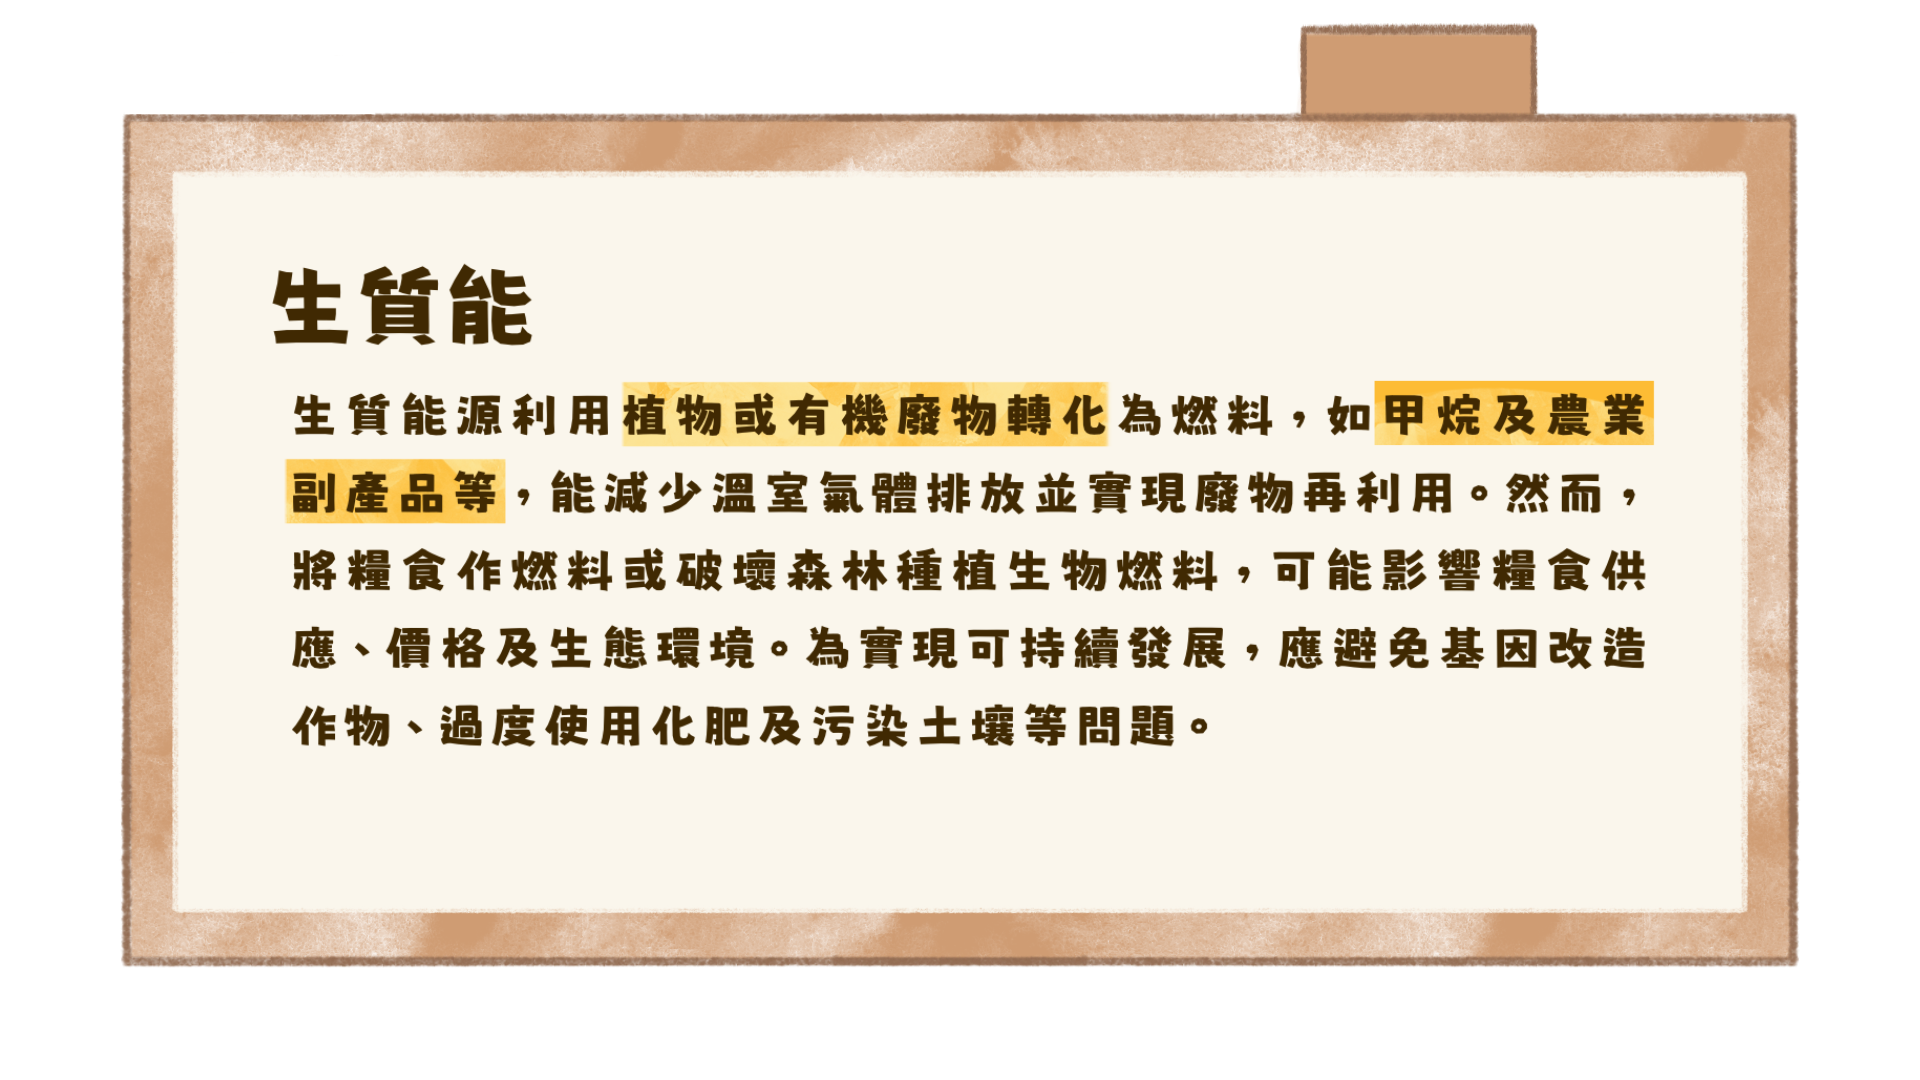 生質能
生質能源利用植物或有機廢物轉化為燃料，如甲烷及農業
副產品等，能減少溫室氣體排放並實現廢物再利用。然而，
將糧食作燃料或破壞森林種植生物燃料，可能影響糧食供
應、價格及生態環境。為實現可持續發展，應避免基因改造
作物、過度使用化肥及污染土壤等問題。